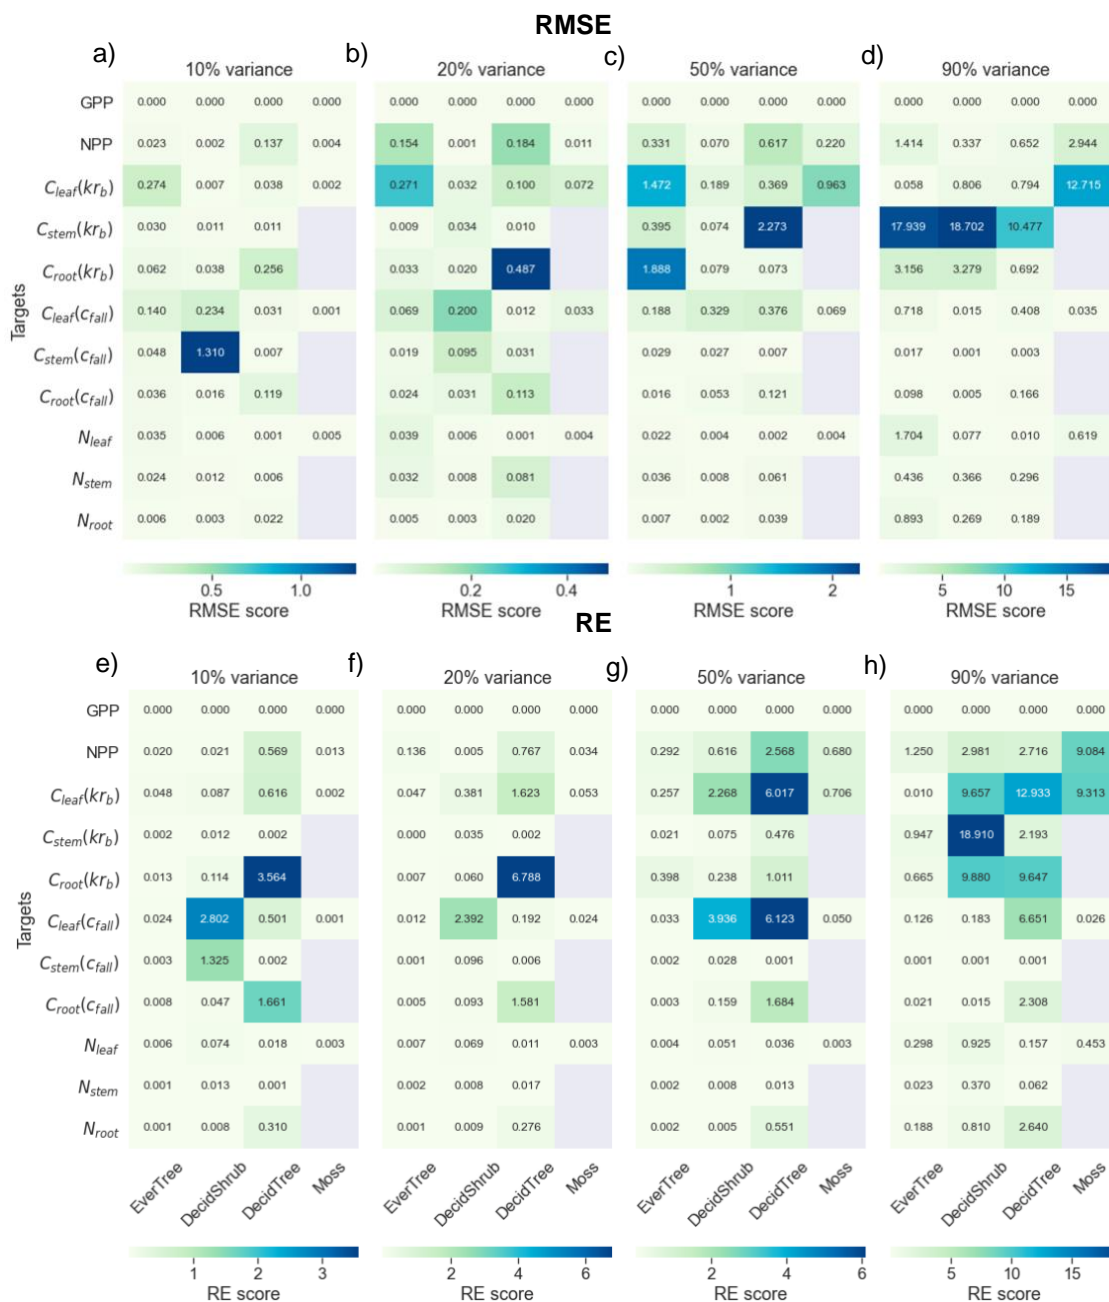 RMSE
a) b) c) d)
10% variance 20% variance 50% variance 90% variance
GPP 0.000 0.000 0.000 0.000 0.000 0.000 0.000 0.000 0.000 0.000 0.000 0.000 0.000 0.000 0.000 0.000
NPP 0.023 0.002 0.137 0.004 0.154 0.001 0.184 0.011 0.331 0.070 0.617 0.220 1.414 0.337 0.652 2.944
C_leaf(kr_b) 0.274 0.007 0.038 0.002 0.271 0.032 0.100 0.072 1.472 0.189 0.369 0.963 0.058 0.806 0.794 12.715
C_stem(kr_b) 0.030 0.011 0.011 0.009 0.034 0.010 0.395 0.074 2.273 17.939 18.702 10.477
C_root(kr_b) 0.062 0.038 0.256 0.033 0.020 0.487 1.888 0.079 0.073 3.156 3.279 0.692
Targets
C_leaf(c_fall) 0.140 0.234 0.031 0.001 0.069 0.200 0.012 0.033 0.188 0.329 0.376 0.069 0.718 0.015 0.408 0.035
C_stem(c_fall) 0.048 1.310 0.007 0.019 0.095 0.031 0.029 0.027 0.007 0.017 0.001 0.003
C_root(c_fall) 0.036 0.016 0.119 0.024 0.031 0.113 0.016 0.053 0.121 0.098 0.005 0.166
N_leaf 0.035 0.006 0.001 0.005 0.039 0.006 0.001 0.004 0.022 0.004 0.002 0.004 1.704 0.077 0.010 0.619
N_stem 0.024 0.012 0.006 0.032 0.008 0.081 0.036 0.008 0.061 0.436 0.366 0.296
N_root 0.006 0.003 0.022 0.005 0.003 0.020 0.007 0.002 0.039 0.893 0.269 0.189
0.5 1.0 0.2 0.4 1 2 5 10 15
RMSE score RMSE score RMSE score RMSE score
RE
e) f) g) h)
10% variance 20% variance 50% variance 90% variance
GPP 0.000 0.000 0.000 0.000 0.000 0.000 0.000 0.000 0.000 0.000 0.000 0.000 0.000 0.000 0.000 0.000
NPP 0.020 0.021 0.569 0.013 0.136 0.005 0.767 0.034 0.292 0.616 2.568 0.680 1.250 2.981 2.716 9.084
C_leaf(kr_b) 0.048 0.087 0.616 0.002 0.047 0.381 1.623 0.053 0.257 2.268 6.017 0.706 0.010 9.657 12.933 9.313
C_stem(kr_b) 0.002 0.012 0.002 0.000 0.035 0.002 0.021 0.075 0.476 0.947 18.910 2.193
C_root(kr_b) 0.013 0.114 3.564 0.007 0.060 6.788 0.398 0.238 1.011 0.665 9.880 9.647
Targets
C_leaf(c_fall) 0.024 2.802 0.501 0.001 0.012 2.392 0.192 0.024 0.033 3.936 6.123 0.050 0.126 0.183 6.651 0.026
C_stem(c_fall) 0.003 1.325 0.002 0.001 0.096 0.006 0.002 0.028 0.001 0.001 0.001 0.001
C_root(c_fall) 0.008 0.047 1.661 0.005 0.093 1.581 0.003 0.159 1.684 0.021 0.015 2.308
N_leaf 0.006 0.074 0.018 0.003 0.007 0.069 0.011 0.003 0.004 0.051 0.036 0.003 0.298 0.925 0.157 0.453
N_stem 0.001 0.013 0.001 0.002 0.008 0.017 0.002 0.008 0.013 0.023 0.370 0.062
N_root 0.001 0.008 0.310 0.001 0.009 0.276 0.002 0.005 0.551 0.188 0.810 2.640
EverTree DecidShrub DecidTree Moss EverTree DecidShrub DecidTree Moss EverTree DecidShrub DecidTree Moss EverTree DecidShrub DecidTree Moss
1 2 3 2 4 6 2 4 6 5 10 15
RE score RE score RE score RE score